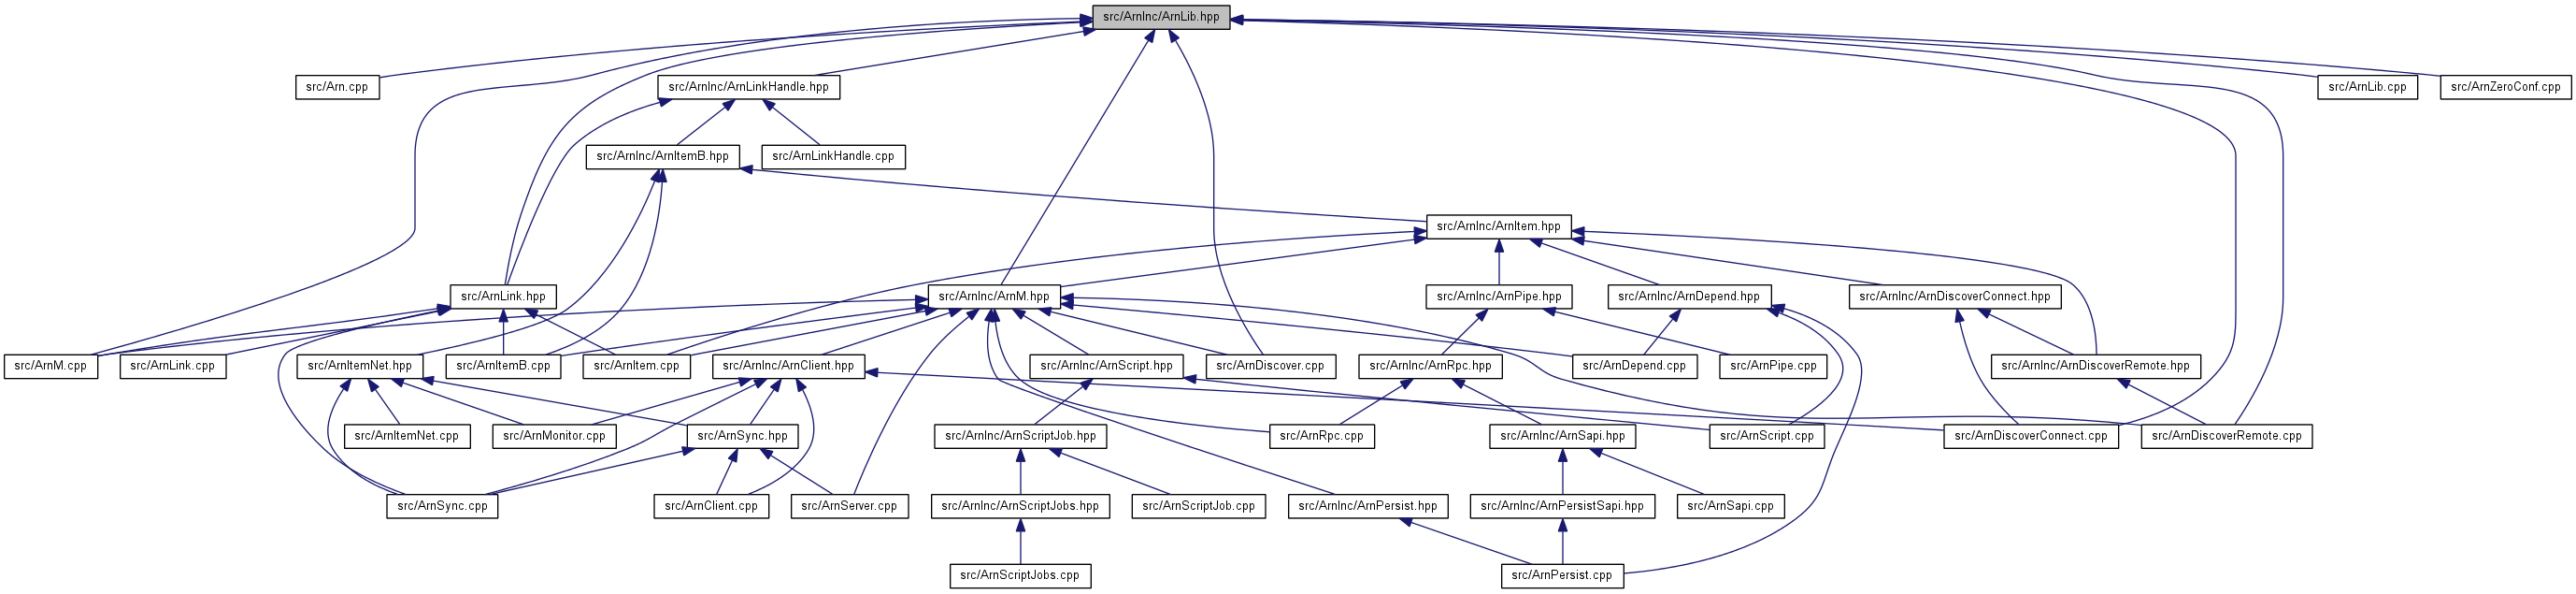 src/ArnInc/ArnLib.hpp
src/Arn.cpp
src/ArnInc/ArnLinkHandle.hpp
src/ArnLib.cpp
src/ArnZeroConf.cpp
src/ArnInc/ArnItemB.hpp
src/ArnLinkHandle.cpp
src/ArnInc/ArnItem.hpp
src/ArnLink.hpp
src/ArnInc/ArnM.hpp
src/ArnInc/ArnPipe.hpp
src/ArnInc/ArnDepend.hpp
src/ArnInc/ArnDiscoverConnect.hpp
src/ArnM.cpp
src/ArnLink.cpp
src/ArnItemNet.hpp
src/ArnItemB.cpp
src/ArnItem.cpp
src/ArnInc/ArnClient.hpp
src/ArnInc/ArnScript.hpp
src/ArnDiscover.cpp
src/ArnInc/ArnRpc.hpp
src/ArnDepend.cpp
src/ArnPipe.cpp
src/ArnInc/ArnDiscoverRemote.hpp
src/ArnItemNet.cpp
src/ArnMonitor.cpp
src/ArnSync.hpp
src/ArnInc/ArnScriptJob.hpp
src/ArnRpc.cpp
src/ArnInc/ArnSapi.hpp
src/ArnScript.cpp
src/ArnDiscoverConnect.cpp
src/ArnDiscoverRemote.cpp
src/ArnSync.cpp
src/ArnClient.cpp
src/ArnServer.cpp
src/ArnInc/ArnScriptJobs.hpp
src/ArnScriptJob.cpp
src/ArnInc/ArnPersist.hpp
src/ArnInc/ArnPersistSapi.hpp
src/ArnSapi.cpp
src/ArnScriptJobs.cpp
src/ArnPersist.cpp